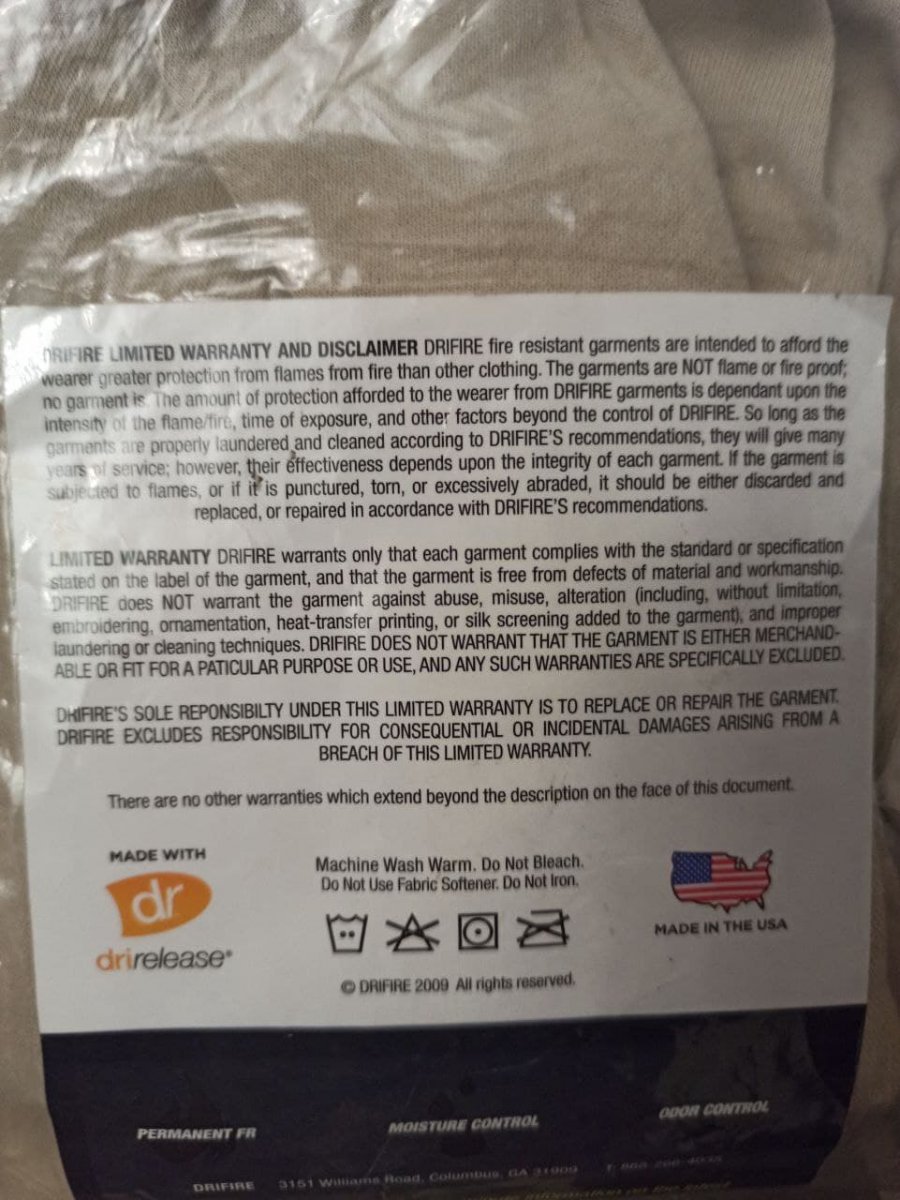 DRIFIRE LIMITED WARRANTY AND DISCLAIMER DRIFIRE fire resistant garments are intended to afford the
wearer greater protection from flames from fire than other clothing. The garments are NOT flame or fire proof;
no garment is. The amount of protection afforded to the wearer from DRIFIRE garments is dependant upon the
intensity of the flame/fire, time of exposure, and other factors beyond the control of DRIFIRE. So long as the
garments are properly laundered and cleaned according to DRIFIRE'S recommendations, they will give many
years of service; however, their effectiveness depends upon the integrity of each garment. If the garment is
subjected to flames, or if it is punctured, torn, or excessively abraded, it should be either discarded and
replaced, or repaired in accordance with DRIFIRE'S recommendations.
LIMITED WARRANTY DRIFIRE warrants only that each garment complies with the standard or specification
stated on the label of the garment, and that the garment is free from defects of material and workmanship.
DRIFIRE does NOT warrant the garment against abuse, misuse, alteration (including, without limitation,
embroidering, ornamentation, heat-transfer printing, or silk screening added to the garment), and improper
laundering or cleaning techniques. DRIFIRE DOES NOT WARRANT THAT THE GARMENT IS EITHER MERCHAND-
ABLE OR FIT FOR A PATICULAR PURPOSE OR USE, AND ANY SUCH WARRANTIES ARE SPECIFICALLY EXCLUDED.
DRIFIRE'S SOLE REPONSIBILTY UNDER THIS LIMITED WARRANTY IS TO REPLACE OR REPAIR THE GARMENT.
DRIFIRE EXCLUDES RESPONSIBILITY FOR CONSEQUENTIAL OR INCIDENTAL DAMAGES ARISING FROM A
BREACH OF THIS LIMITED WARRANTY.
There are no other warranties which extend beyond the description on the face of this document.
MADE WITH
dr
drirelease®
Machine Wash Warm. Do Not Bleach.
Do Not Use Fabric Softener. Do Not Iron.
© DRIFIRE 2009 All rights reserved.
MADE IN THE USA
PERMANENT FR
MOISTURE CONTROL
ODOR CONTROL
DRIFIRE 3151 Williams Road, Columbus, GA 31909